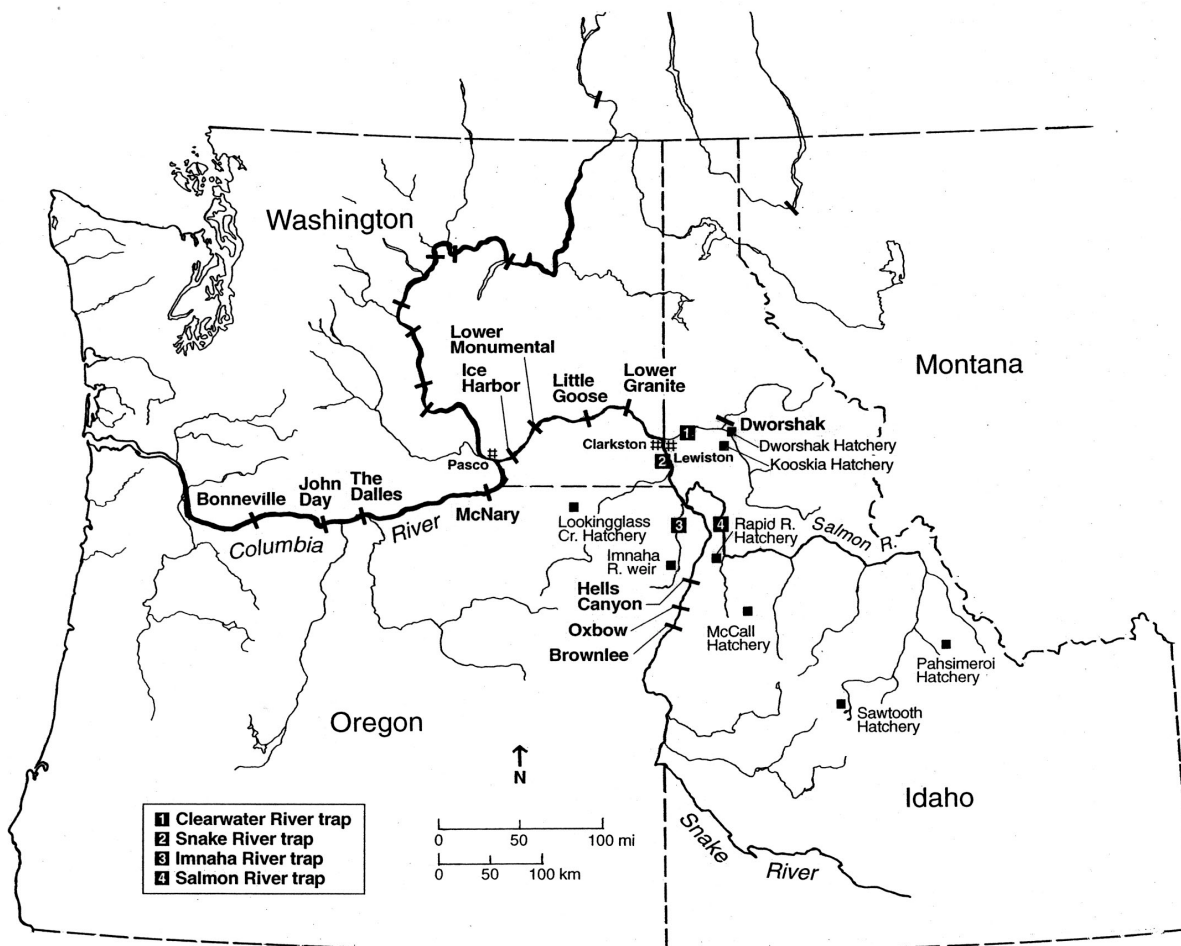 Washington
Montana
Lower
Monumental
Ice
Harbor
Little
Goose
Lower
Granite
Dworshak
Dworshak Hatchery
Kooskia Hatchery
1
Clarkston
Lewiston
2
Pasco
Bonneville
John
Day
The
Dalles
McNary
Columbia
River
Lookingglass
Cr. Hatchery
3
4
Rapid R.
Hatchery
Salmon R.
Imnaha
R. weir
Hells
Canyon
Oxbow
Brownlee
McCall
Hatchery
Pahsimeroi
Hatchery
Sawtooth
Hatchery
Oregon
N
Idaho
Snake
River
1 Clearwater River trap
2 Snake River trap
3 Imnaha River trap
4 Salmon River trap
0 50 100 mi
0 50 100 km